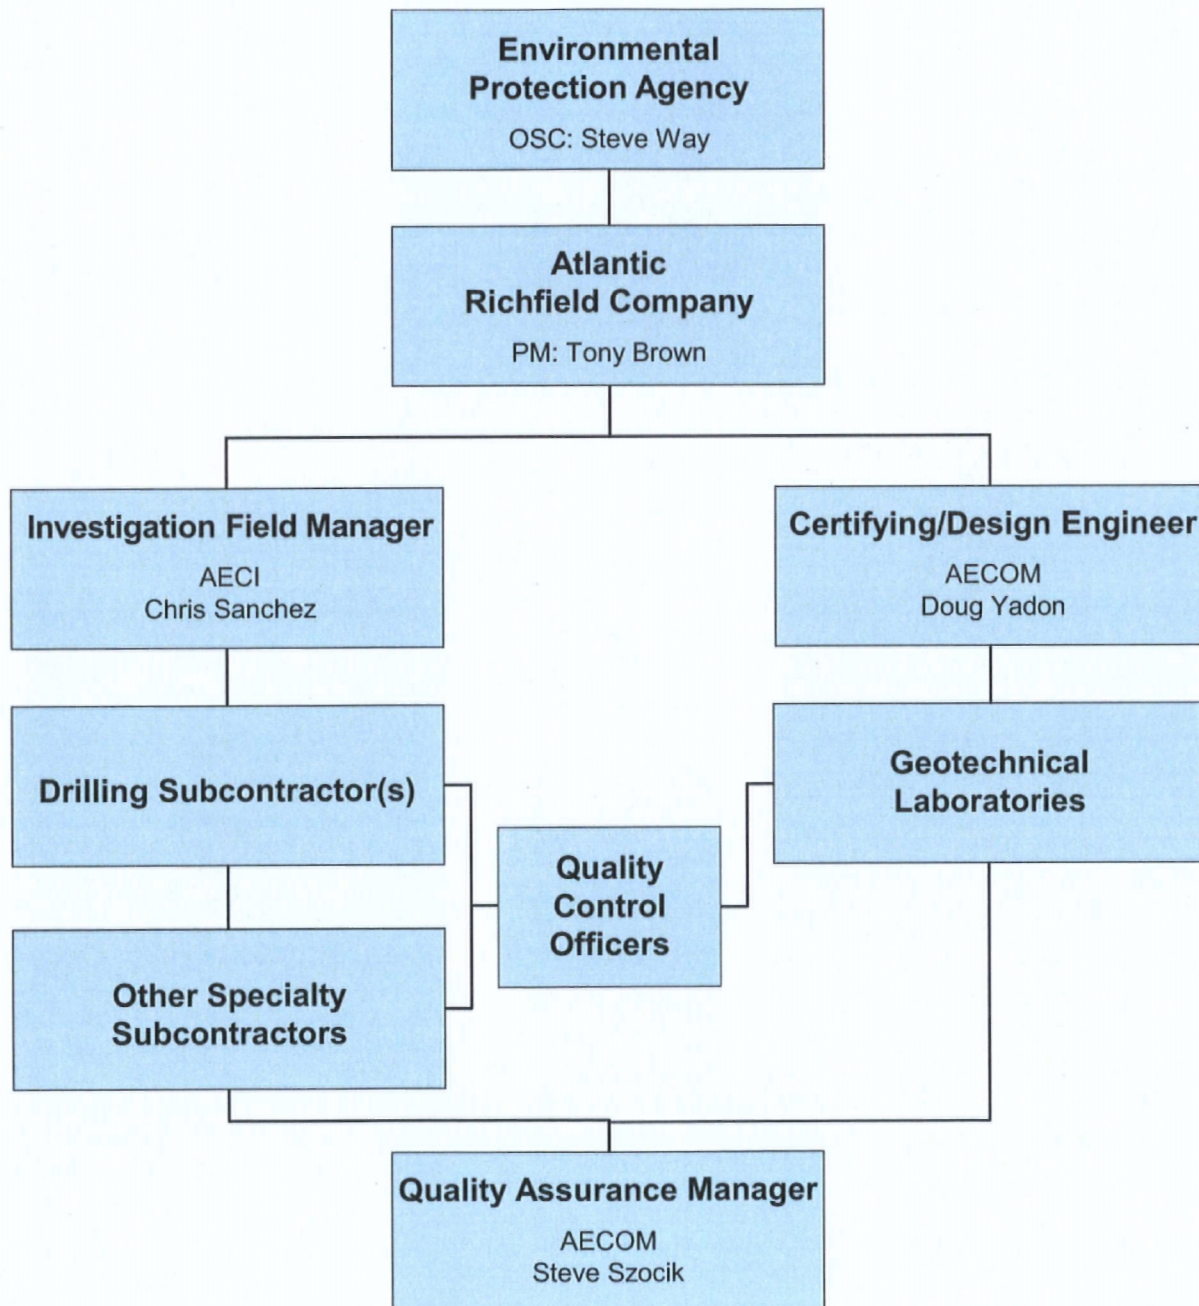 Environmental
Protection Agency
OSC: Steve Way
Atlantic
Richfield Company
PM: Tony Brown
Investigation Field Manager
AECI
Chris Sanchez
Certifying/Design Engineer
AECOM
Doug Yadon
Drilling Subcontractor(s)
Geotechnical
Laboratories
Quality
Control
Officers
Other Specialty
Subcontractors
Quality Assurance Manager
AECOM
Steve Szocik